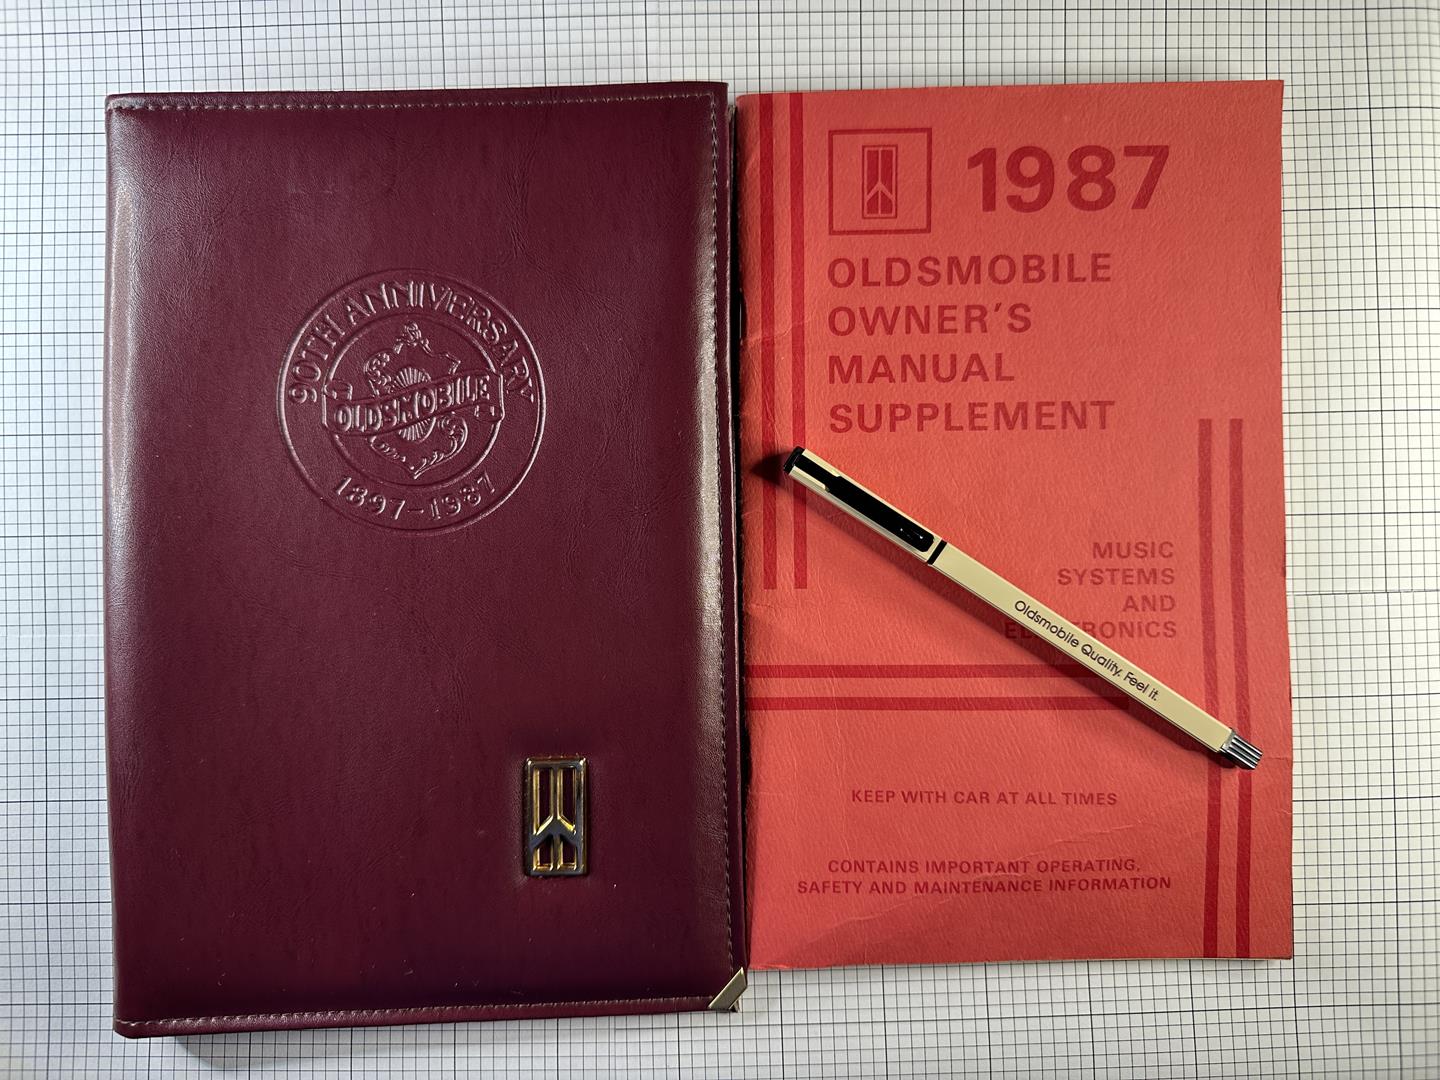 90TH ANNIVERSARY
OLDSMOBILE
1897-1987
1987
OLDSMOBILE
OWNER'S
MANUAL
SUPPLEMENT
MUSIC
SYSTEMS
AND
ELECTRONICS
Oldsmobile Quality. Feel it.
KEEP WITH CAR AT ALL TIMES
CONTAINS IMPORTANT OPERATING,
SAFETY AND MAINTENANCE INFORMATION